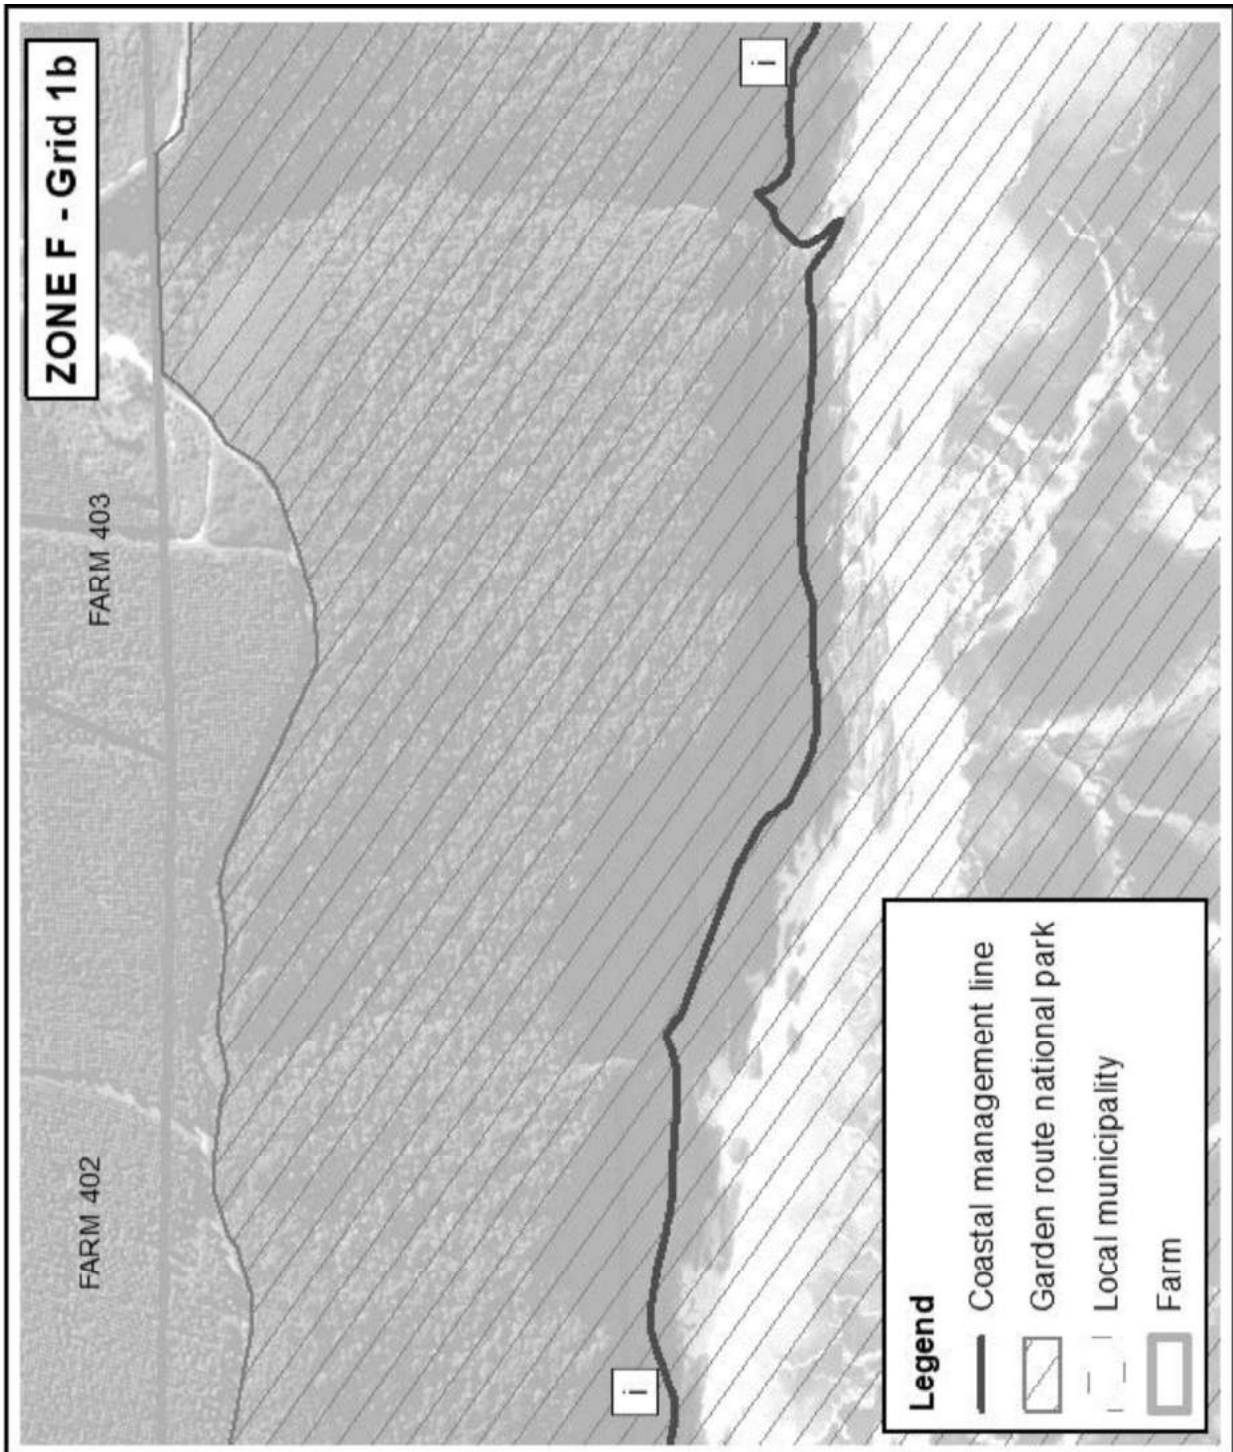 ZONE F - Grid 1b
FARM 402
FARM 403
i
i
Legend
Coastal management line
Garden route national park
Local municipality
Farm